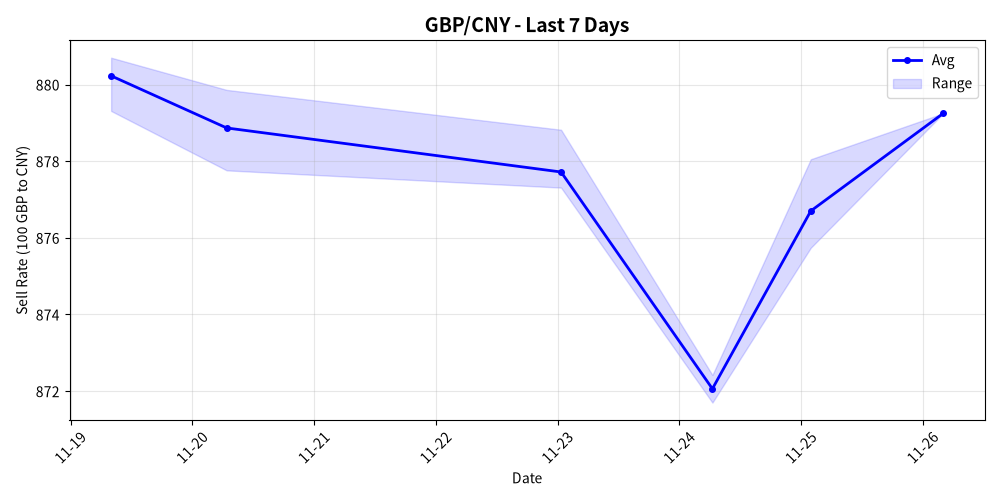 GBP/CNY - Last 7 Days
Avg
Range
Sell Rate (100 GBP to CNY)
880
878
876
874
872
11-19
11-20
11-21
11-22
11-23
11-24
11-25
11-26
Date